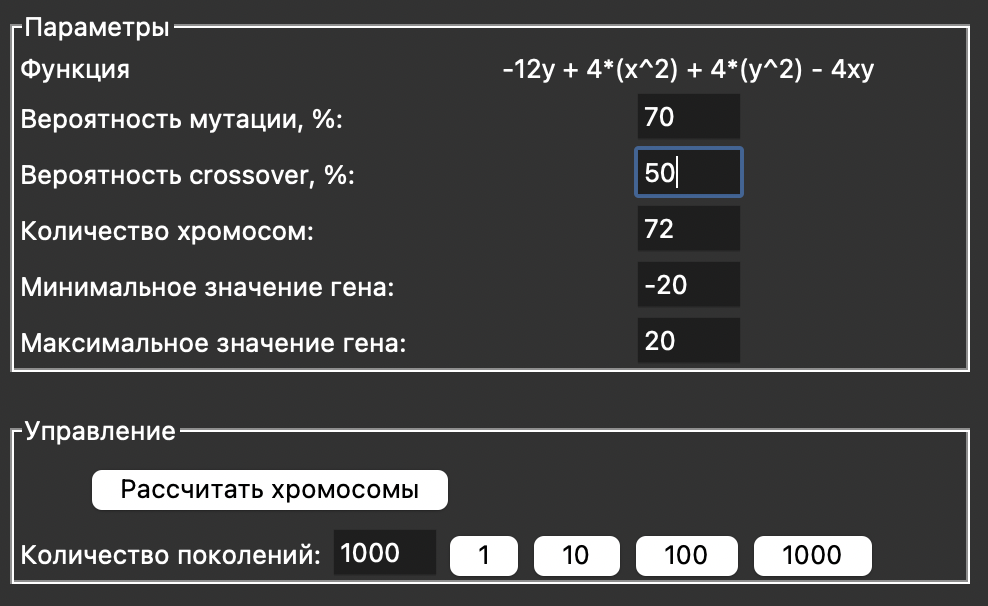 Параметры
Функция -12y + 4*(x^2) + 4*(y^2) - 4xy
Вероятность мутации, %: 70
Вероятность crossover, %: 50
Количество хромосом: 72
Минимальное значение гена: -20
Максимальное значение гена: 20
Управление
Рассчитать хромосомы
Количество поколений: 1000 1 10 100 1000